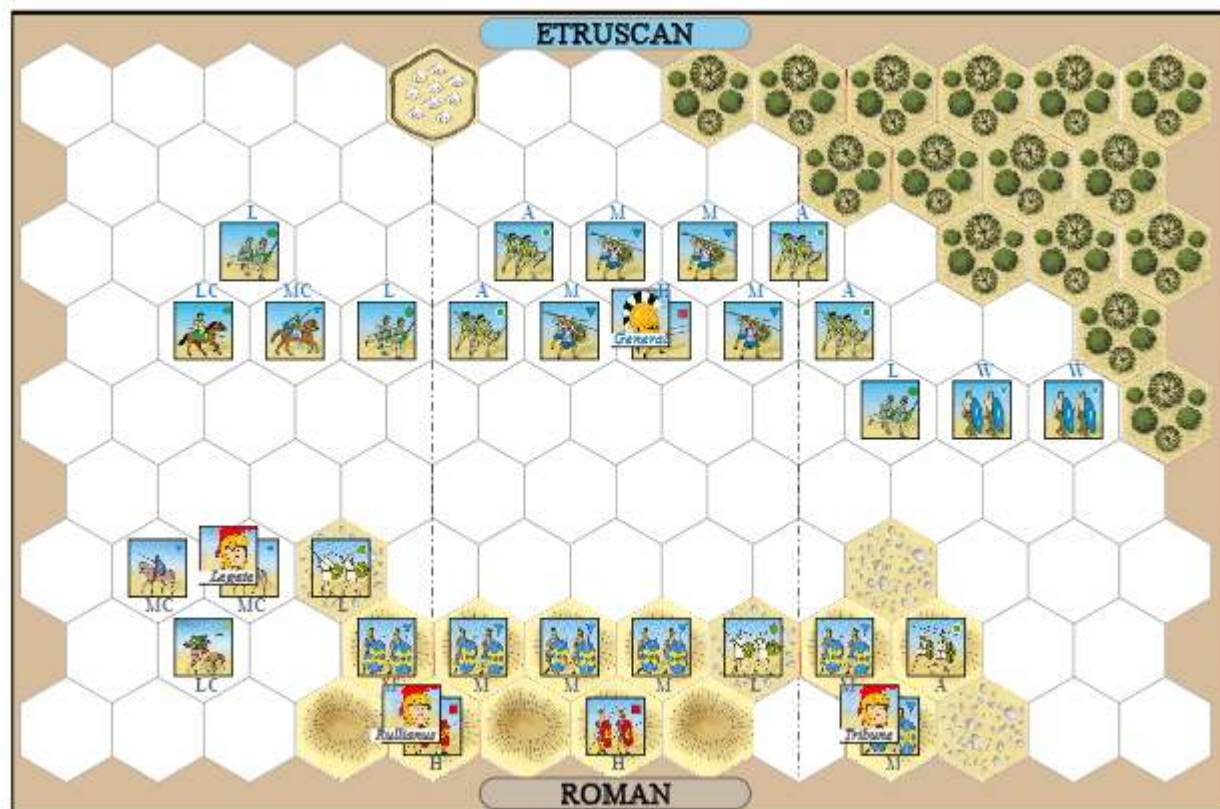 ETRUSCAN
L A M M A
LC MC L A M H M A
General
L W W
Legate
MC MC L
LC M M M M L M A
Rullianus Tribune
H H M
ROMAN